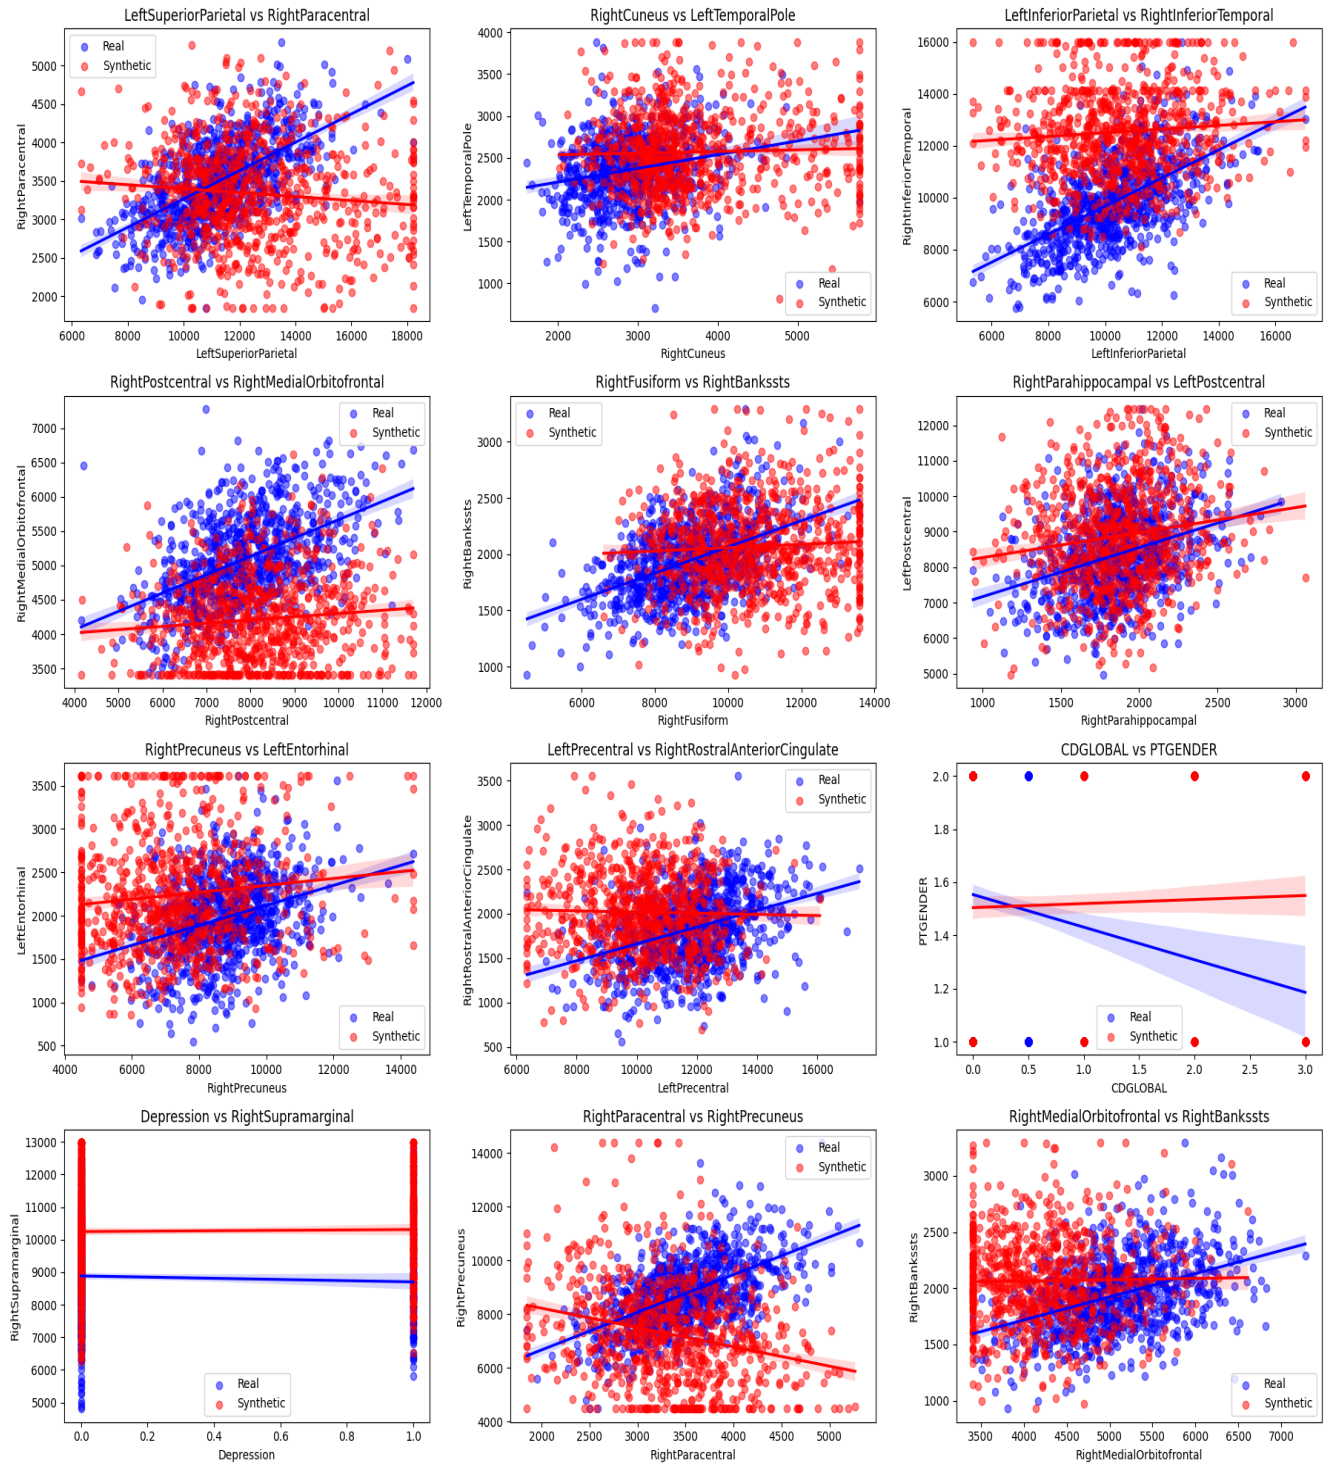 LeftSuperiorParietal vs RightParacentral
Real
Synthetic
5000
4500
4000
3500
3000
2500
2000
RightParacentral
6000 8000 10000 12000 14000 16000 18000
LeftSuperiorParietal
RightCuneus vs LeftTemporalPole
4000
3500
3000
2500
2000
1500
1000
LeftTemporalPole
Real
Synthetic
2000 3000 4000 5000
RightCuneus
LeftInferiorParietal vs RightInferiorTemporal
16000
14000
12000
10000
8000
6000
RightInferiorTemporal
Real
Synthetic
6000 8000 10000 12000 14000 16000
LeftInferiorParietal
RightPostcentral vs RightMedialOrbitofrontal
Real
Synthetic
7000
6500
6000
5500
5000
4500
4000
3500
RightMedialOrbitofrontal
4000 5000 6000 7000 8000 9000 10000 11000 12000
RightPostcentral
RightFusiform vs RightBankssts
Real
Synthetic
3000
2500
2000
1500
1000
RightBankssts
6000 8000 10000 12000 14000
RightFusiform
RightParahippocampal vs LeftPostcentral
Real
Synthetic
12000
11000
10000
9000
8000
7000
6000
5000
LeftPostcentral
1000 1500 2000 2500 3000
RightParahippocampal
RightPrecuneus vs LeftEntorhinal
3500
3000
2500
2000
1500
1000
500
LeftEntorhinal
Real
Synthetic
4000 6000 8000 10000 12000 14000
RightPrecuneus
LeftPrecentral vs RightRostralAnteriorCingulate
Real
Synthetic
3500
3000
2500
2000
1500
1000
500
RightRostralAnteriorCingulate
6000 8000 10000 12000 14000 16000
LeftPrecentral
CDGLOBAL vs PTGENDER
2.0
1.8
1.6
1.4
1.2
1.0
PTGENDER
Real
Synthetic
0.0 0.5 1.0 1.5 2.0 2.5 3.0
CDGLOBAL
Depression vs RightSupramarginal
13000
12000
11000
10000
9000
8000
7000
6000
5000
RightSupramarginal
Real
Synthetic
0.0 0.2 0.4 0.6 0.8 1.0
Depression
RightParacentral vs RightPrecuneus
Real
Synthetic
14000
12000
10000
8000
6000
4000
RightPrecuneus
2000 2500 3000 3500 4000 4500 5000
RightParacentral
RightMedialOrbitofrontal vs RightBankssts
3000
2500
2000
1500
1000
RightBankssts
Real
Synthetic
3500 4000 4500 5000 5500 6000 6500 7000
RightMedialOrbitofrontal